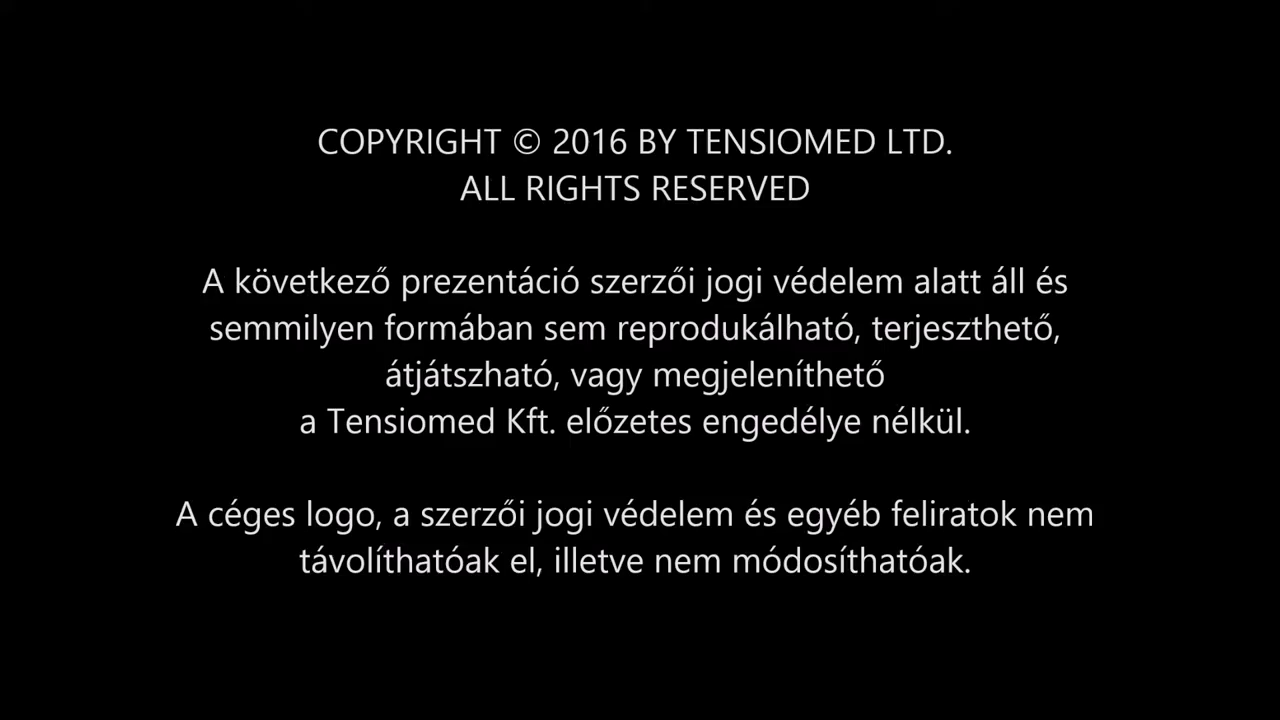 COPYRIGHT © 2016 BY TENSIOMED LTD.
ALL RIGHTS RESERVED
A következő prezentáció szerzői jogi védelem alatt áll és
semmilyen formában sem reprodukálható, terjeszthető,
átjátszható, vagy megjeleníthető
a Tensiomed Kft. előzetes engedélye nélkül.
A céges logo, a szerzői jogi védelem és egyéb feliratok nem
távolíthatóak el, illetve nem módosíthatóak.